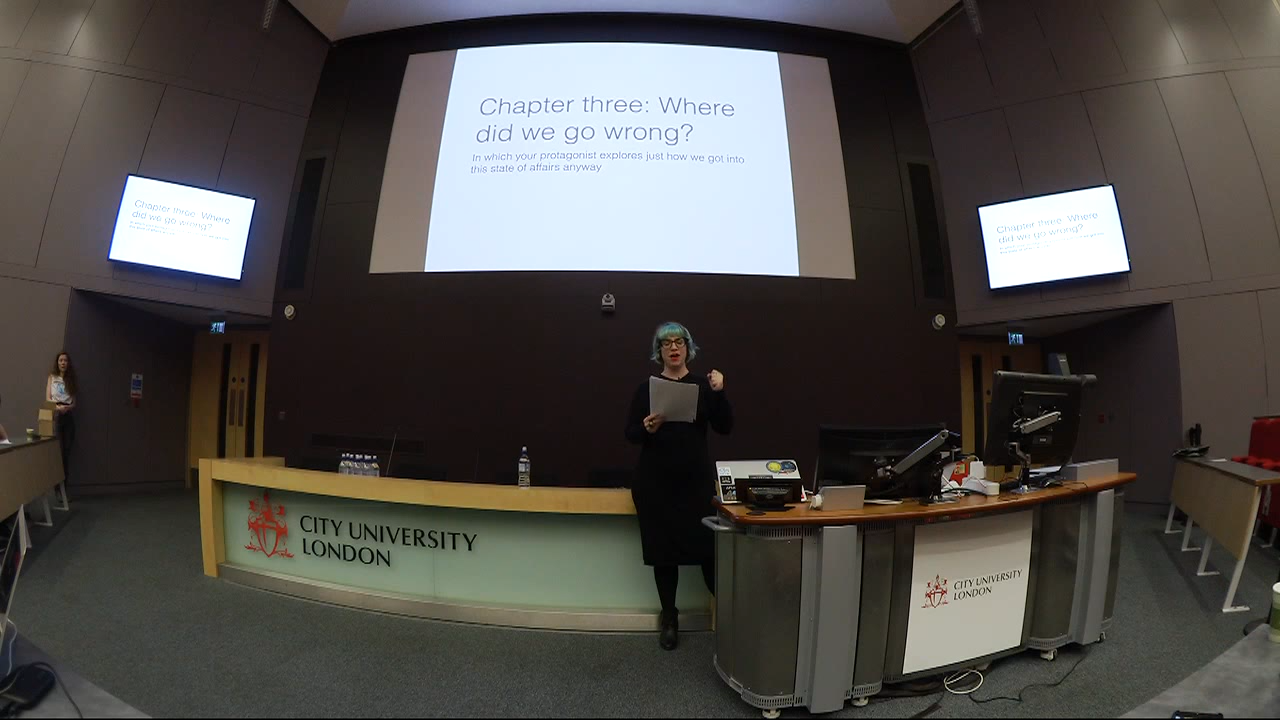 Chapter three: Where
did we go wrong?
In which your protagonist explores just how we got into
this state of affairs anyway
Chapter three: Where
did we go wrong?
Chapter three: Where
did we go wrong?
CITY UNIVERSITY
LONDON
CITY UNIVERSITY
LONDON